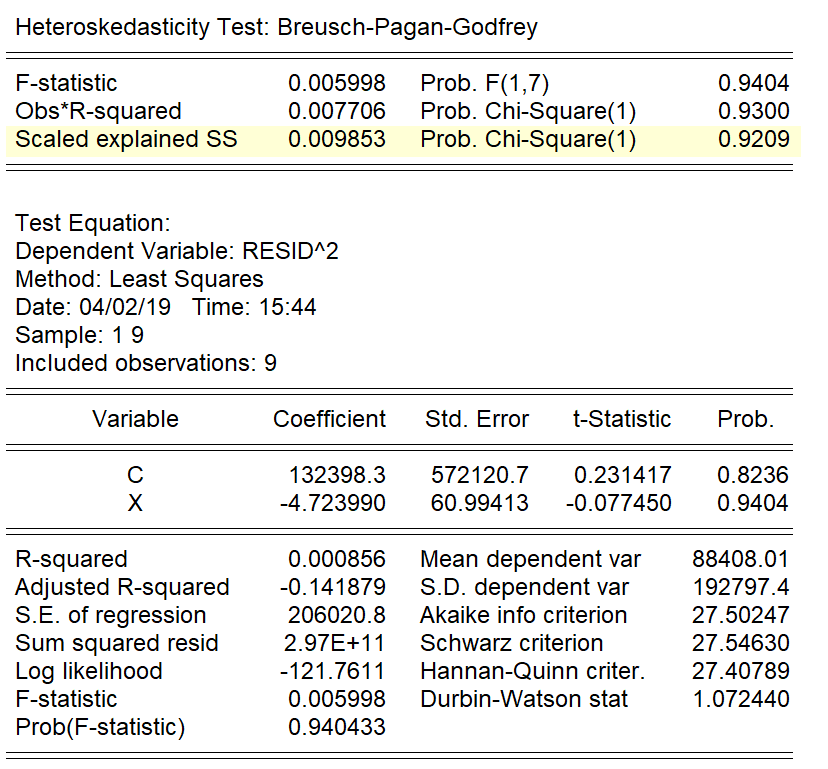 Heteroskedasticity Test: Breusch-Pagan-Godfrey
F-statistic 0.005998 Prob. F(1,7) 0.9404
Obs*R-squared 0.007706 Prob. Chi-Square(1) 0.9300
Scaled explained SS 0.009853 Prob. Chi-Square(1) 0.9209
Test Equation:
Dependent Variable: RESID^2
Method: Least Squares
Date: 04/02/19 Time: 15:44
Sample: 1 9
Included observations: 9
Variable Coefficient Std. Error t-Statistic Prob.
C 132398.3 572120.7 0.231417 0.8236
X -4.723990 60.99413 -0.077450 0.9404
R-squared 0.000856 Mean dependent var 88408.01
Adjusted R-squared -0.141879 S.D. dependent var 192797.4
S.E. of regression 206020.8 Akaike info criterion 27.50247
Sum squared resid 2.97E+11 Schwarz criterion 27.54630
Log likelihood -121.7611 Hannan-Quinn criter. 27.40789
F-statistic 0.005998 Durbin-Watson stat 1.072440
Prob(F-statistic) 0.940433